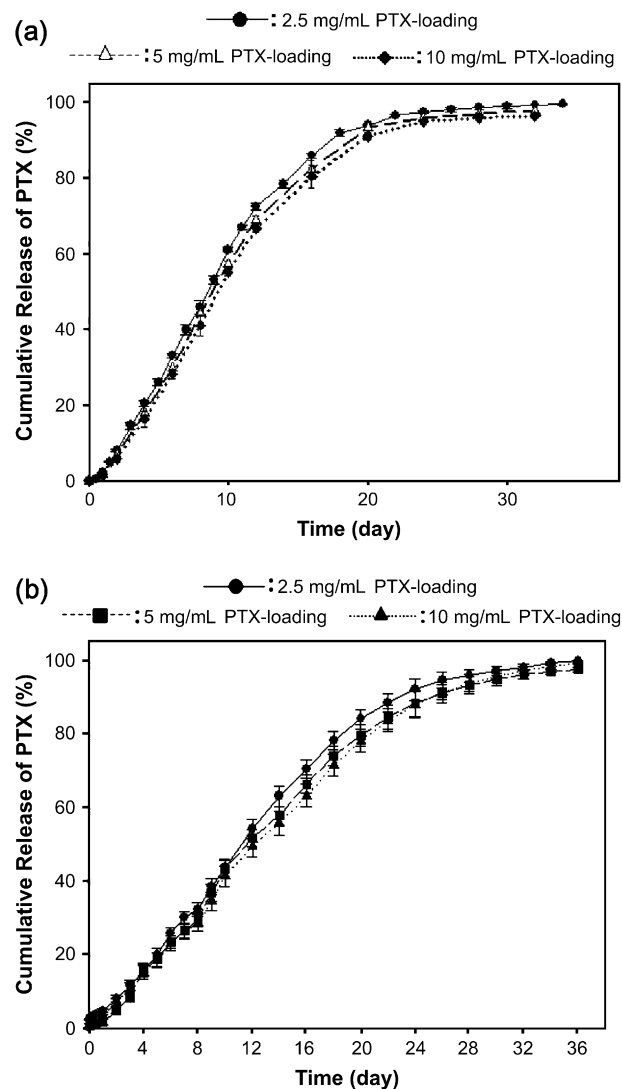 (a)
: 2.5 mg/mL PTX-loading
: 5 mg/mL PTX-loading : 10 mg/mL PTX-loading
100
80
60
40
20
0
Cumulative Release of PTX (%)
0 10 20 30
Time (day)
(b)
: 2.5 mg/mL PTX-loading
: 5 mg/mL PTX-loading : 10 mg/mL PTX-loading
100
80
60
40
20
0
Cumulative Release of PTX (%)
0 4 8 12 16 20 24 28 32 36
Time (day)